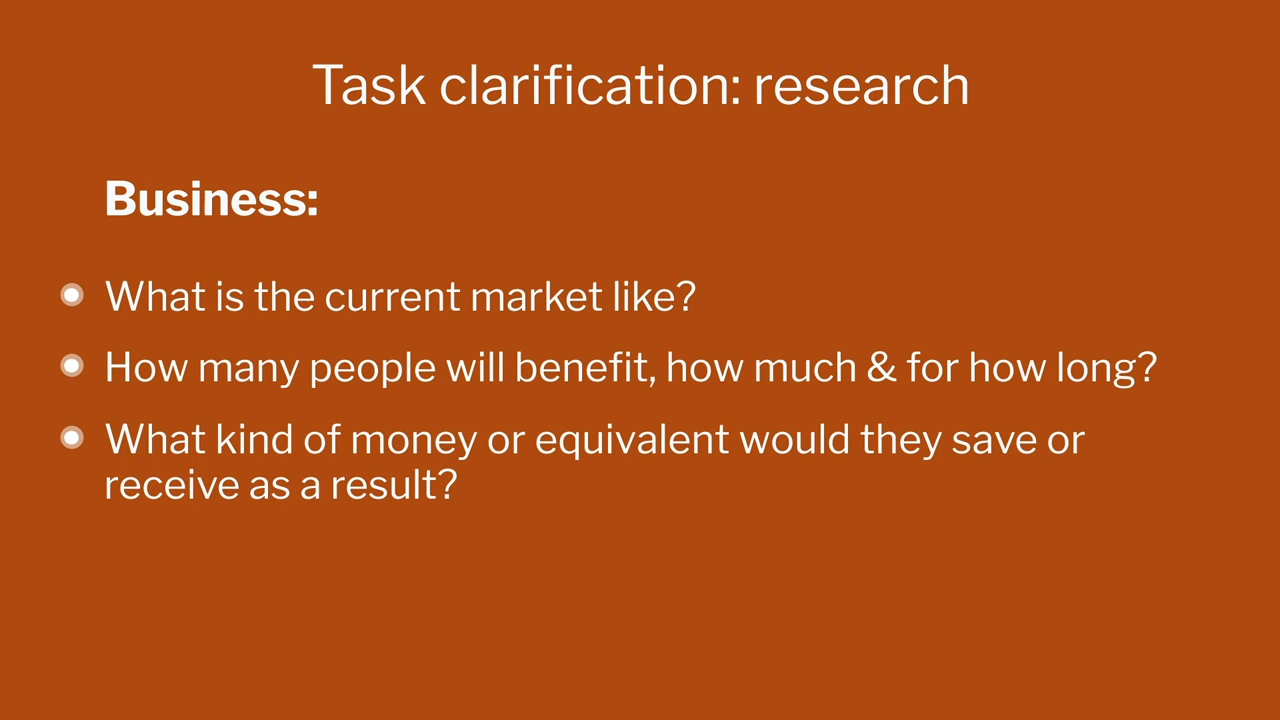 Task clarification: research
Business:
What is the current market like?
How many people will benefit, how much & for how long?
What kind of money or equivalent would they save or
receive as a result?